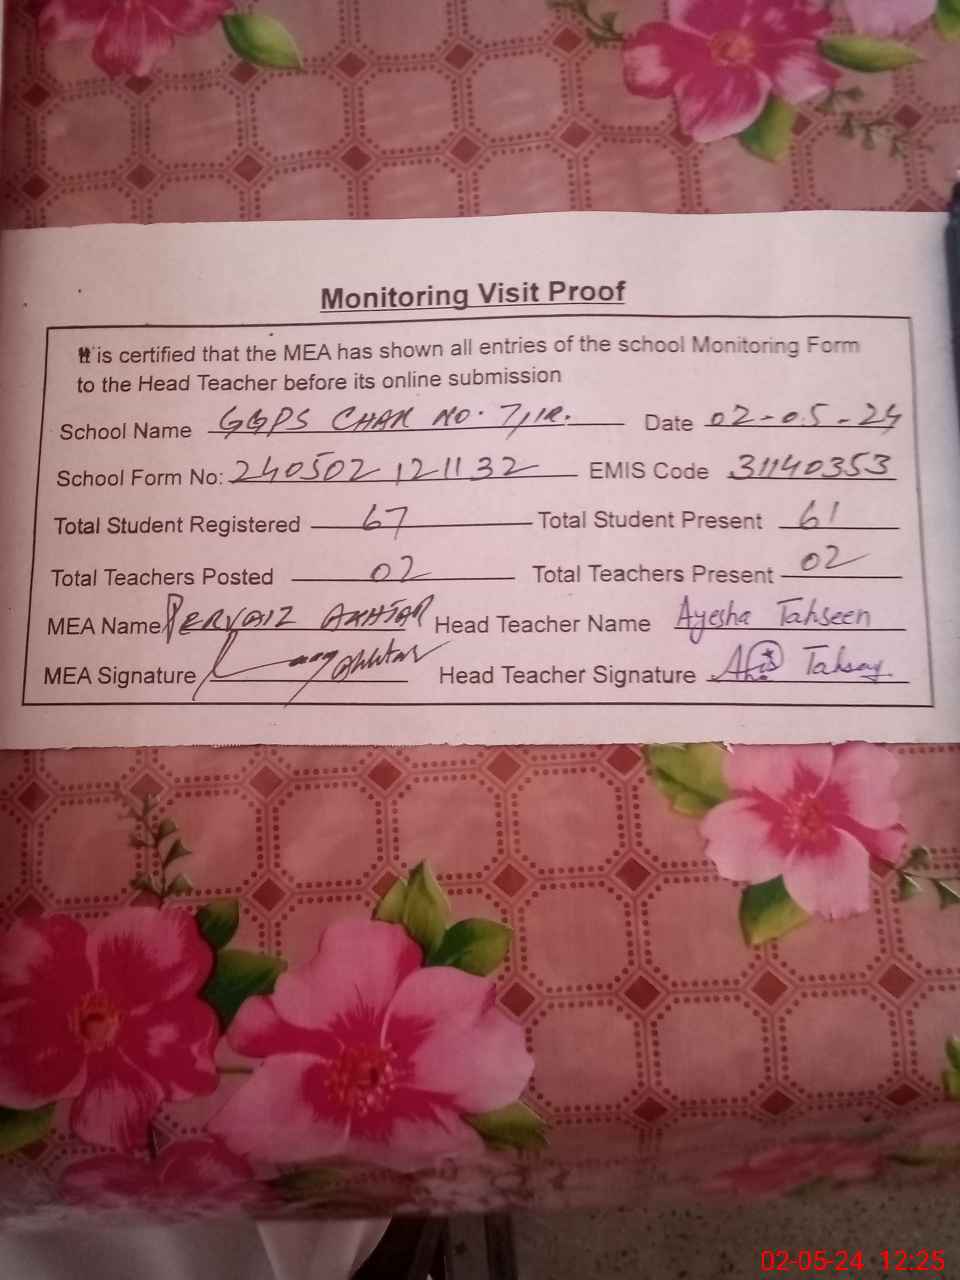 Monitoring Visit Proof
It is certified that the MEA has shown all entries of the school Monitoring Form
to the Head Teacher before its online submission
School Name GGPS CHAK NO. 7/1R. Date 02-05-24
School Form No: 240502121132 EMIS Code 31140353
Total Student Registered 67 Total Student Present 61
Total Teachers Posted 02 Total Teachers Present 02
MEA Name PERVAIZ AKHTAR Head Teacher Name Ayesha Tahseen
MEA Signature Akhtar Head Teacher Signature
02-05-24 12:25